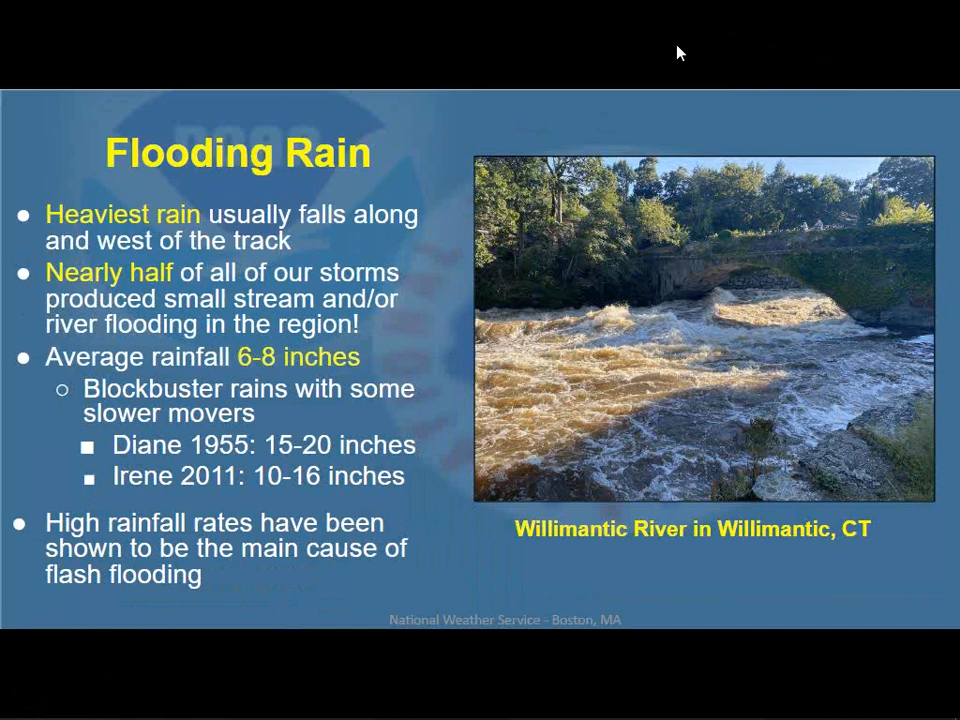 Flooding Rain
● Heaviest rain usually falls along
and west of the track
● Nearly half of all of our storms
produced small stream and/or
river flooding in the region!
● Average rainfall 6-8 inches
○ Blockbuster rains with some
slower movers
■ Diane 1955: 15-20 inches
■ Irene 2011: 10-16 inches
● High rainfall rates have been
shown to be the main cause of
flash flooding
Willimantic River in Willimantic, CT
National Weather Service - Boston, MA